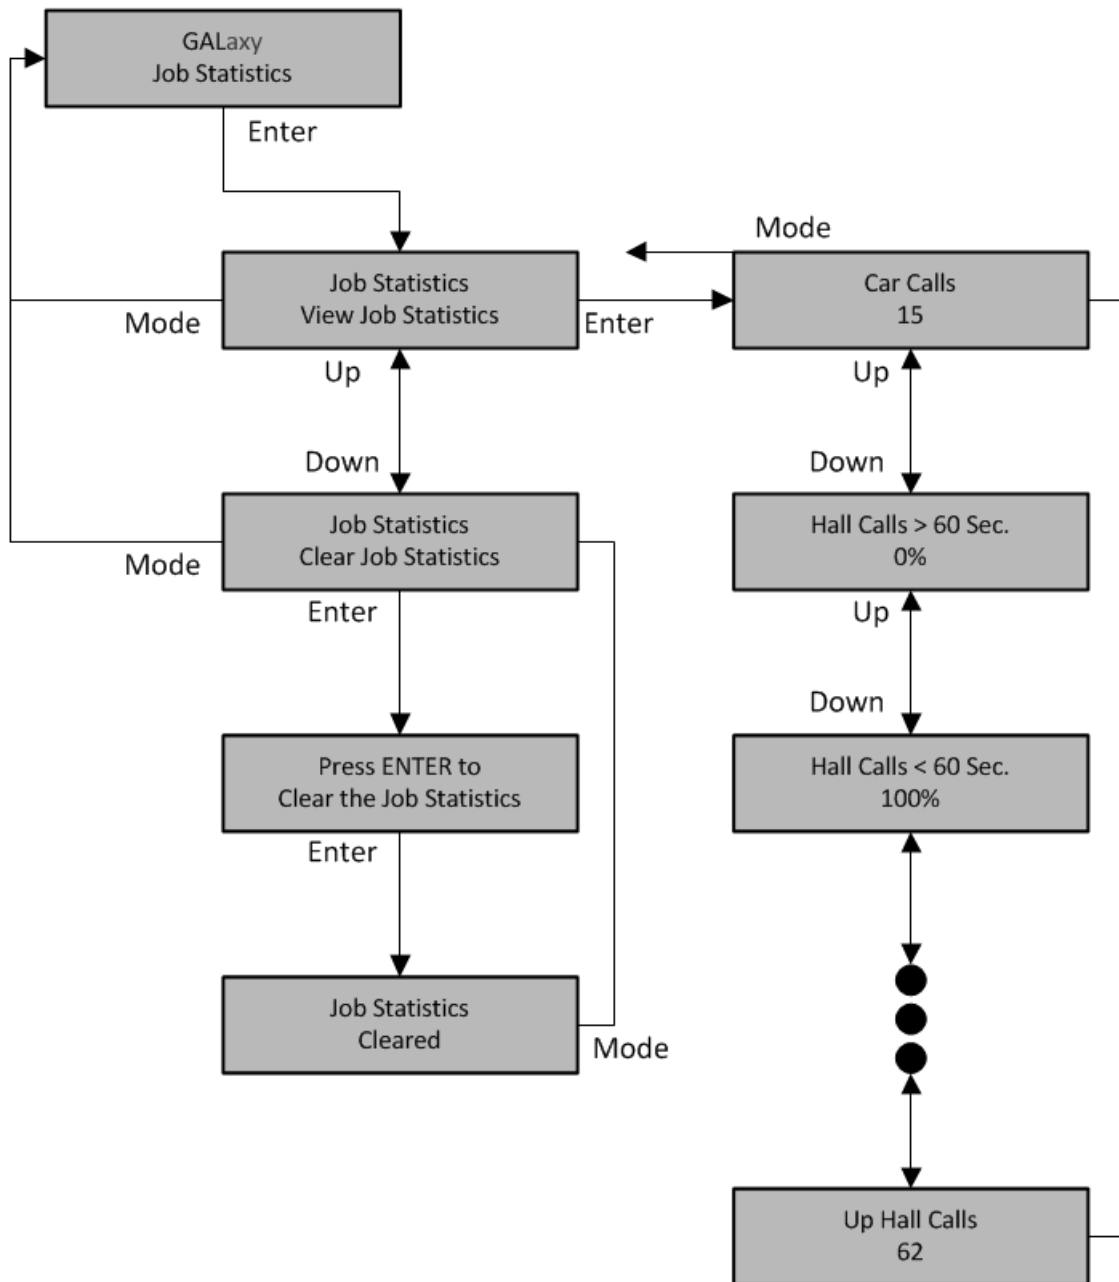 GALaxy
Job Statistics
Enter
Mode
Job Statistics
View Job Statistics
Mode
Enter
Car Calls
15
Up
Up
Down
Down
Job Statistics
Clear Job Statistics
Mode
Hall Calls > 60 Sec.
0%
Enter
Up
Down
Press ENTER to
Clear the Job Statistics
Hall Calls < 60 Sec.
100%
Enter
Job Statistics
Cleared
Mode
Up Hall Calls
62